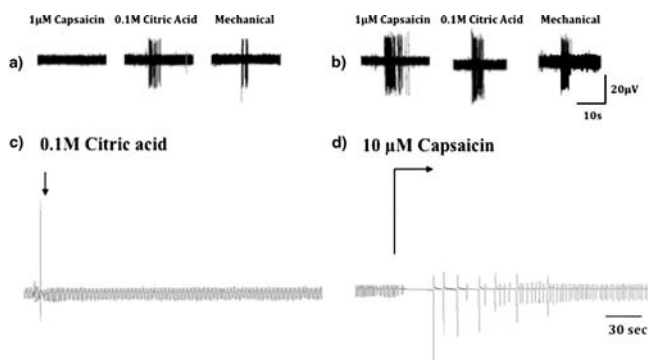 1μM Capsaicin 0.1M Citric Acid Mechanical
a)
1μM Capsaicin 0.1M Citric Acid Mechanical
b)
20μV
10s
c) 0.1M Citric acid
d) 10 μM Capsaicin
30 sec